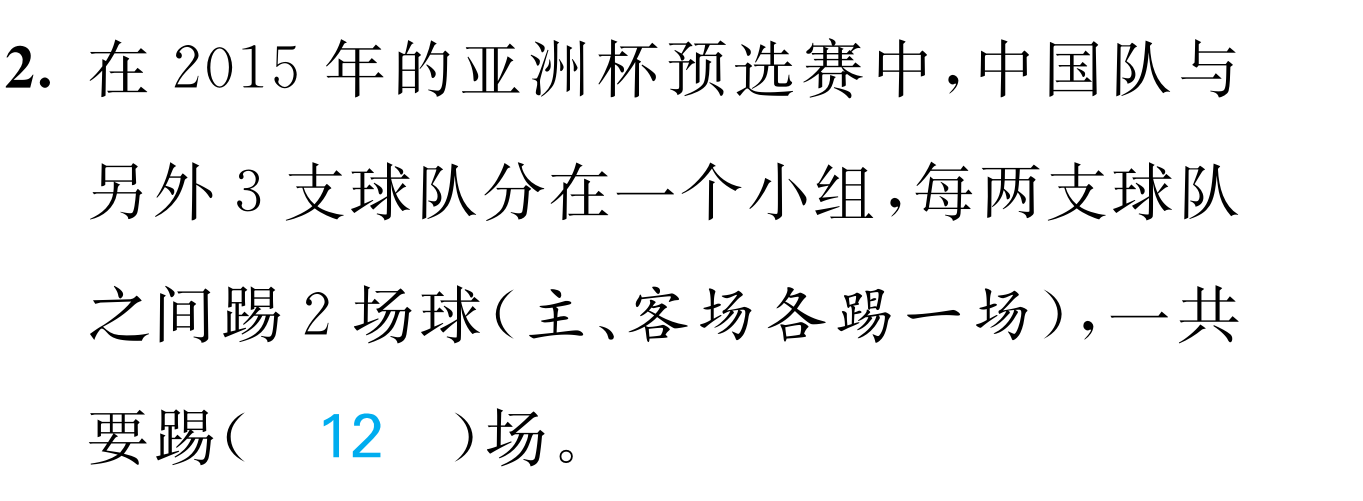 2. 在 2015 年的亚洲杯预选赛中,中国队与
另外 3 支球队分在一个小组,每两支球队
之间踢 2 场球(主、客场各踢一场),一共
要踢( 12 )场。